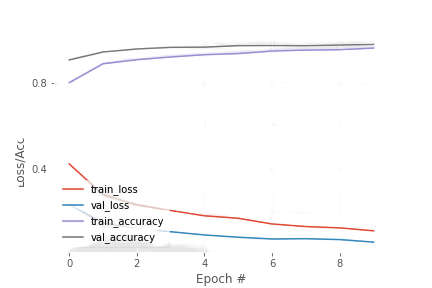 0.8
0.4
Loss/Acc
train_loss
val_loss
train_accuracy
val_accuracy
0 2 4 6 8
Epoch #